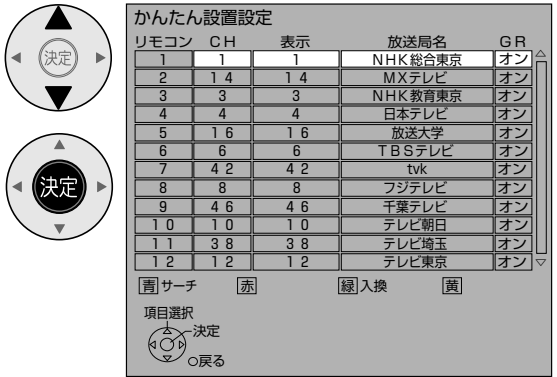 かんたん設置設定
リモコン CH 表示 放送局名 GR
1 1 1 NHK総合東京 オン
2 14 14 MXテレビ オン
3 3 3 NHK教育東京 オン
4 4 4 日本テレビ オン
5 16 16 放送大学 オン
6 6 6 TBSテレビ オン
7 42 42 tvk オン
8 8 8 フジテレビ オン
9 46 46 千葉テレビ オン
10 10 10 テレビ朝日 オン
11 38 38 テレビ埼玉 オン
12 12 12 テレビ東京 オン
青 サーチ 赤 緑 入換 黄
項目選択
決定
戻る
決定
決定